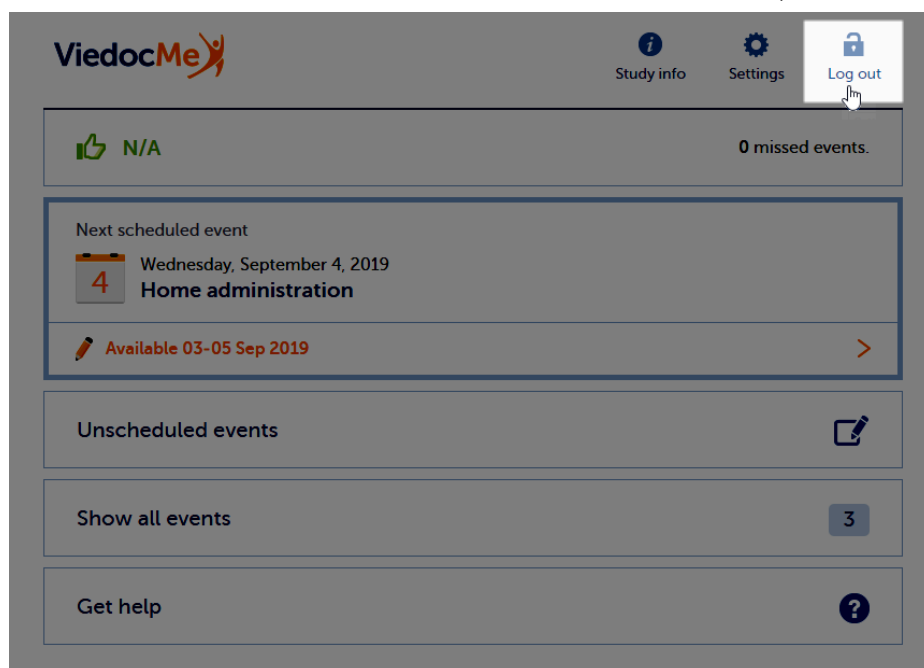 ViedocMe
Study info
Settings
Log out
N/A
0 missed events.
Next scheduled event
4
Wednesday, September 4, 2019
Home administration
Available 03-05 Sep 2019
Unscheduled events
Show all events
3
Get help